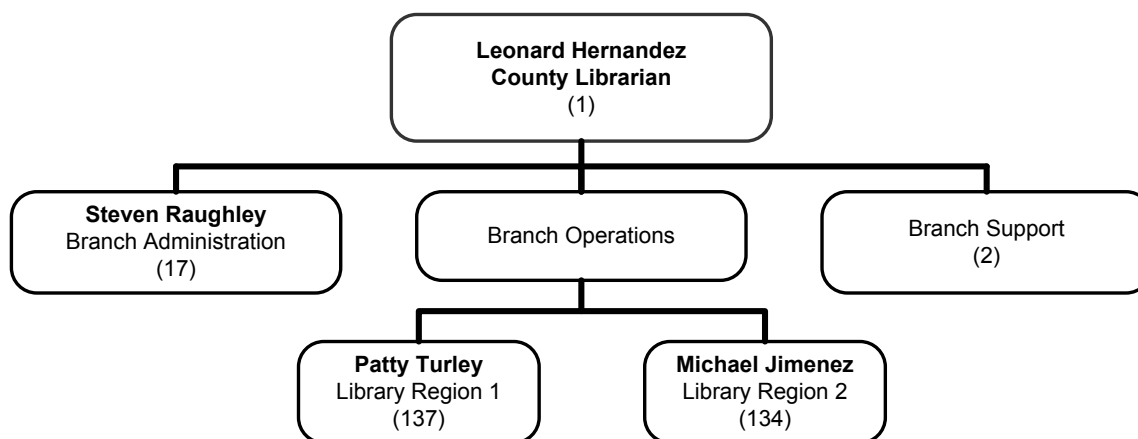 Leonard Hernandez
County Librarian
(1)
Steven Raughley
Branch Administration
(17)
Branch Operations
Branch Support
(2)
Patty Turley
Library Region 1
(137)
Michael Jimenez
Library Region 2
(134)